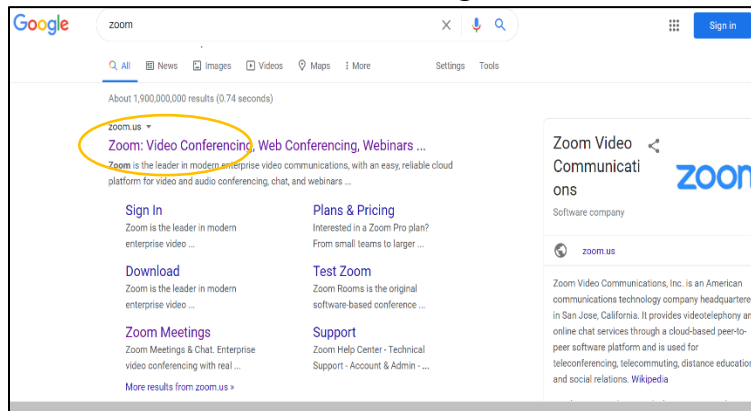 Google
zoom
Sign in
All News Images Videos Maps More Settings Tools
About 1,900,000,000 results (0.74 seconds)
zoom.us
Zoom: Video Conferencing, Web Conferencing, Webinars ...
Zoom is the leader in modern enterprise video communications, with an easy, reliable cloud
platform for video and audio conferencing, chat, and webinars ...
Sign In
Zoom is the leader in modern
enterprise video ...
Plans & Pricing
Interested in a Zoom Pro plan?
From small teams to larger ...
Download
Zoom is the leader in modern
enterprise video ...
Test Zoom
Zoom Rooms is the original
software-based conference ...
Zoom Meetings
Zoom Meetings & Chat. Enterprise
video conferencing with real ...
Support
Zoom Help Center - Technical
Support - Account & Admin - ...
More results from zoom.us »
Zoom Video
Communicati
ons
Software company
zoom
zoom.us
Zoom Video Communications, Inc. is an American
communications technology company headquartere
in San Jose, California. It provides videotelephony an
online chat services through a cloud-based peer-to-
peer software platform and is used for
teleconferencing, telecommuting, distance education
and social relations. Wikipedia